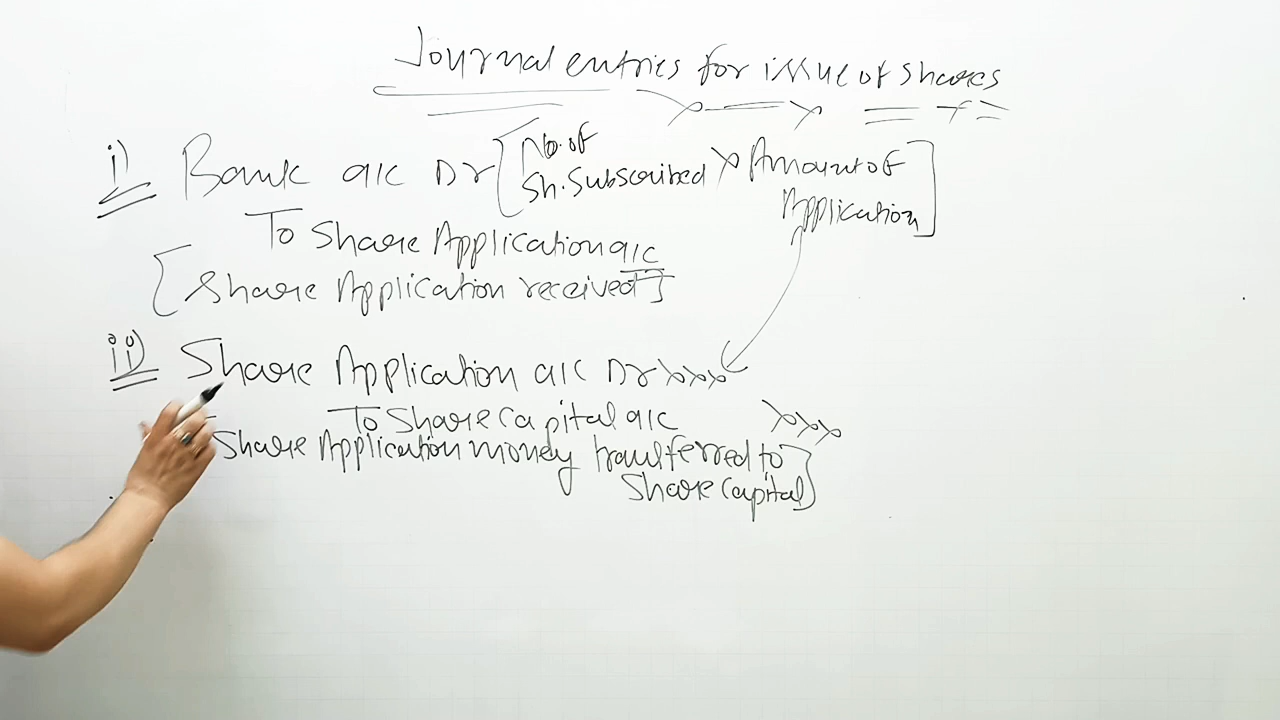 Journal entries for issue of shares
i) Bank a/c Dr [No. of Sh. Subscribed × Amount of Application]
To Share Application a/c
[Share Application received]
ii) Share Application a/c Dr xxx
To Share Capital a/c xxx
[Share Application money transferred to
Share Capital]